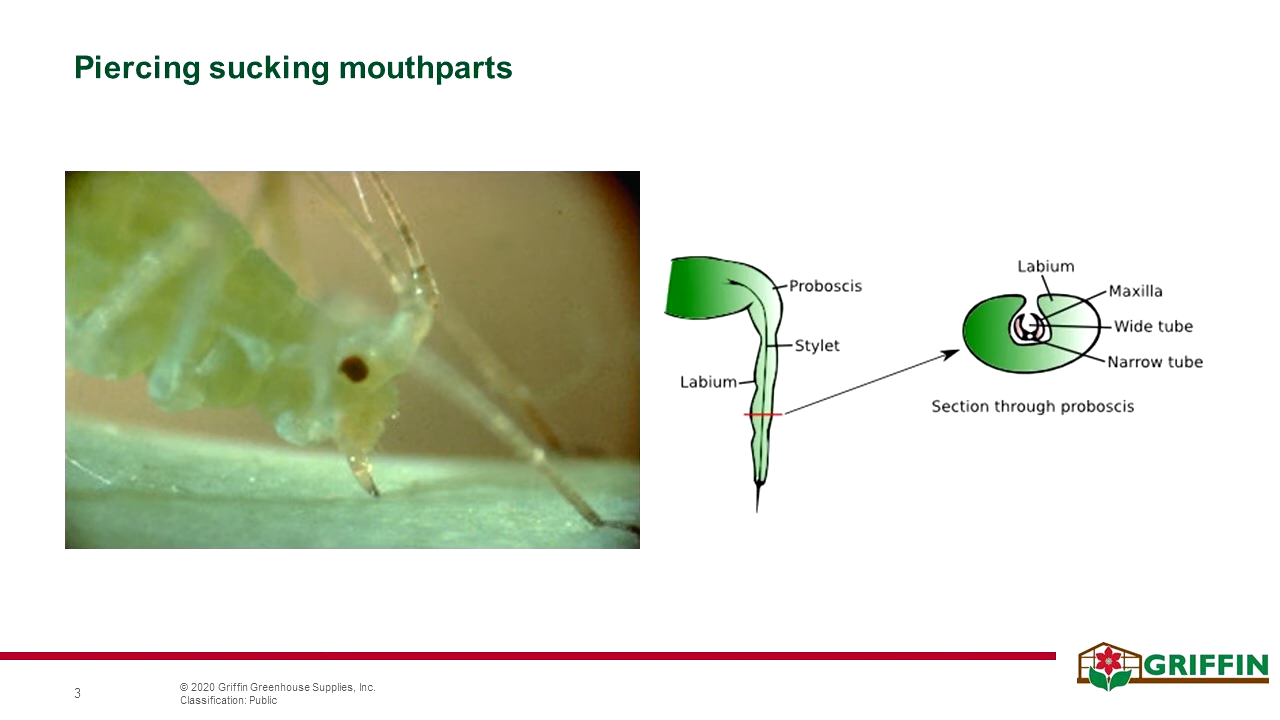 Piercing sucking mouthparts
Proboscis
Stylet
Labium
Labium
Maxilla
Wide tube
Narrow tube
Section through proboscis
GRIFFIN
3
© 2020 Griffin Greenhouse Supplies, Inc.
Classification: Public